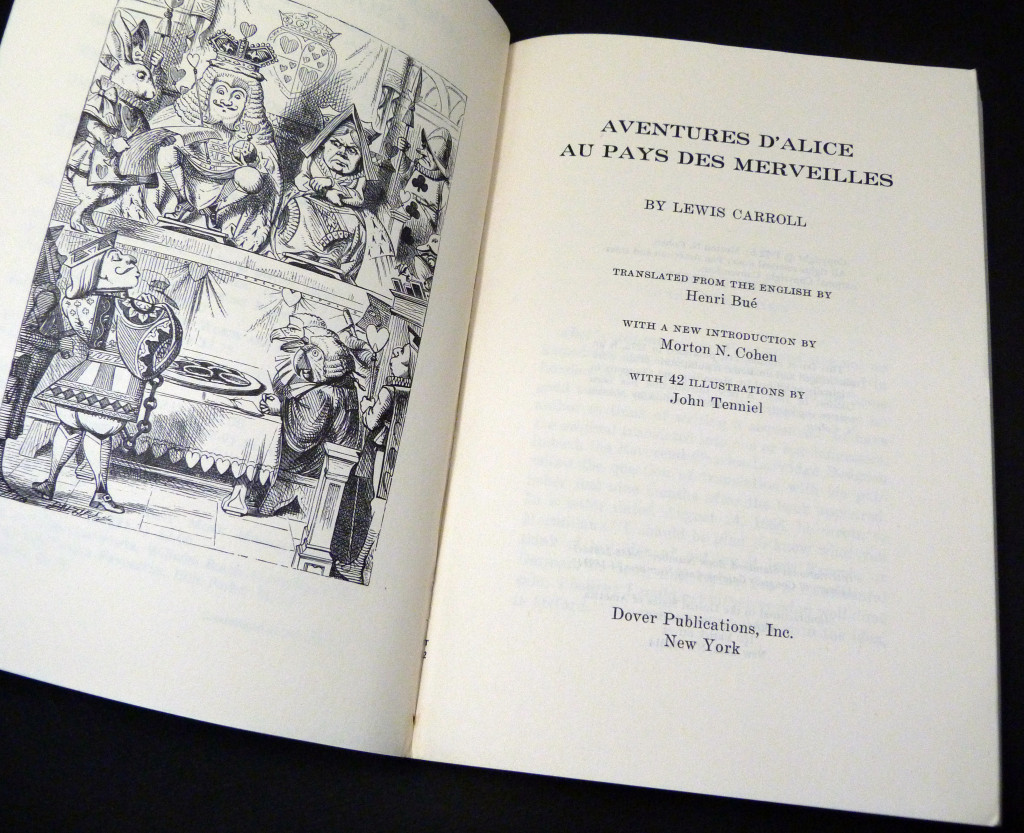 AVENTURES D'ALICE
AU PAYS DES MERVEILLES
BY LEWIS CARROLL
TRANSLATED FROM THE ENGLISH BY
Henri Bué
WITH A NEW INTRODUCTION BY
Morton N. Cohen
WITH 42 ILLUSTRATIONS BY
John Tenniel
Dover Publications, Inc.
New York